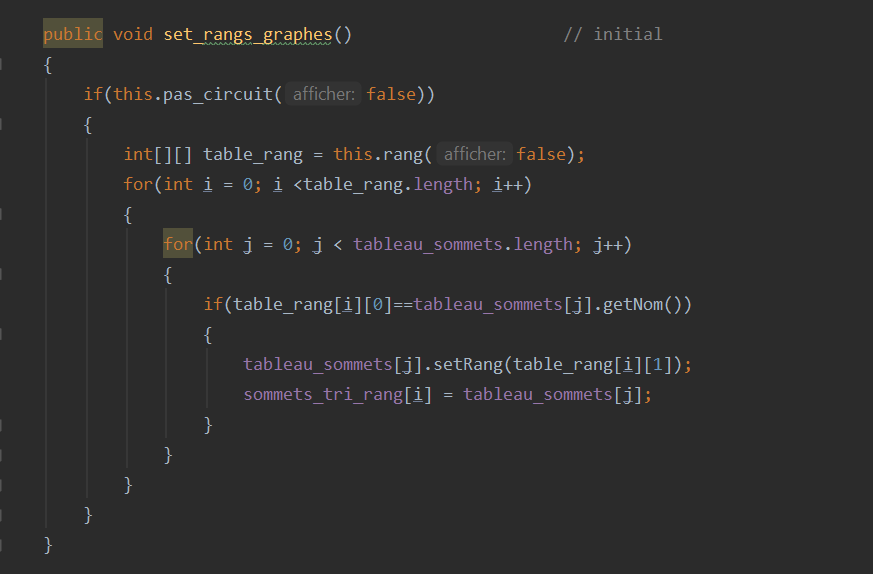 public void set_rangs_graphes() // initial
{
if(this.pas_circuit( afficher: false))
{
int[][] table_rang = this.rang( afficher: false);
for(int i = 0; i <table_rang.length; i++)
{
for(int j = 0; j < tableau_sommets.length; j++)
{
if(table_rang[i][0]==tableau_sommets[j].getNom())
{
tableau_sommets[j].setRang(table_rang[i][1]);
sommets_tri_rang[i] = tableau_sommets[j];
}
}
}
}
}